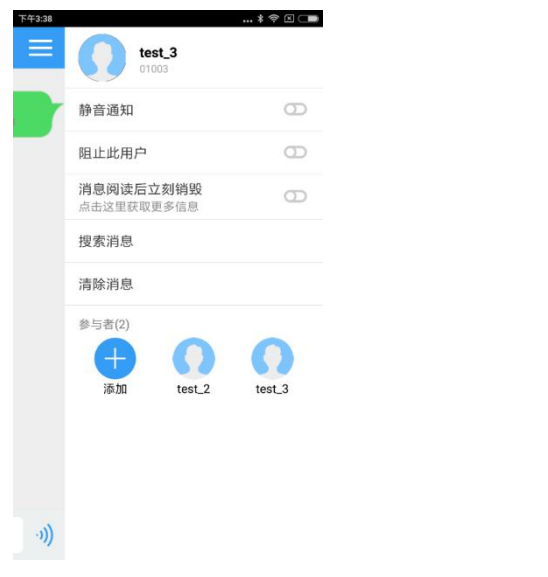 下午3:38
...
test_3
01003
静音通知
阻止此用户
消息阅读后立刻销毁
点击这里获取更多信息
搜索消息
清除消息
参与者(2)
添加 test_2 test_3